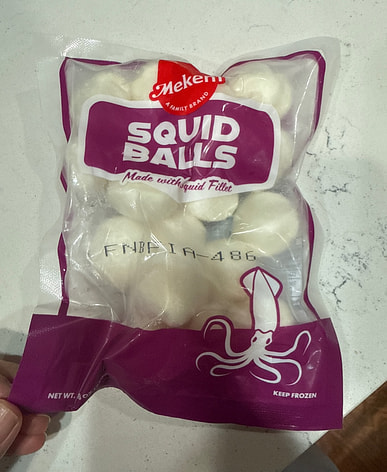 Mekeni
A FAMILY BRAND
SQUID
BALLS
Made with Squid Fillet
FNBFIA-486
NET WT.
KEEP FROZEN